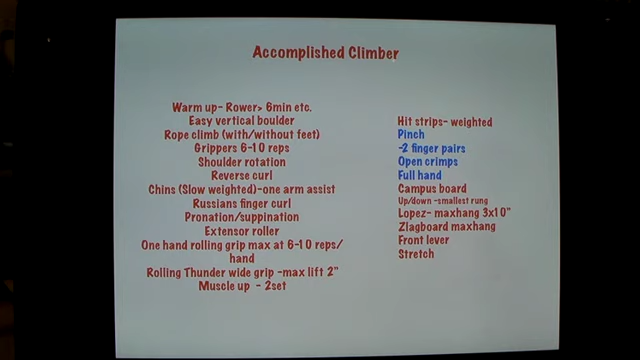 Accomplished Climber
Warm up- Rower> 6min etc.
Easy vertical boulder
Rope climb (with/without feet)
Grippers 6-10 reps
Shoulder rotation
Reverse curl
Chins (Slow weighted)-one arm assist
Russians finger curl
Pronation/suppination
Extensor roller
One hand rolling grip max at 6-10 reps/
hand
Rolling Thunder wide grip -max lift 2"
Muscle up - 2set
Hit strips- weighted
Pinch
-2 finger pairs
Open crimps
Full hand
Campus board
Up/down -smallest rung
Lopez- maxhang 3x10"
Zlagboard maxhang
Front lever
Stretch